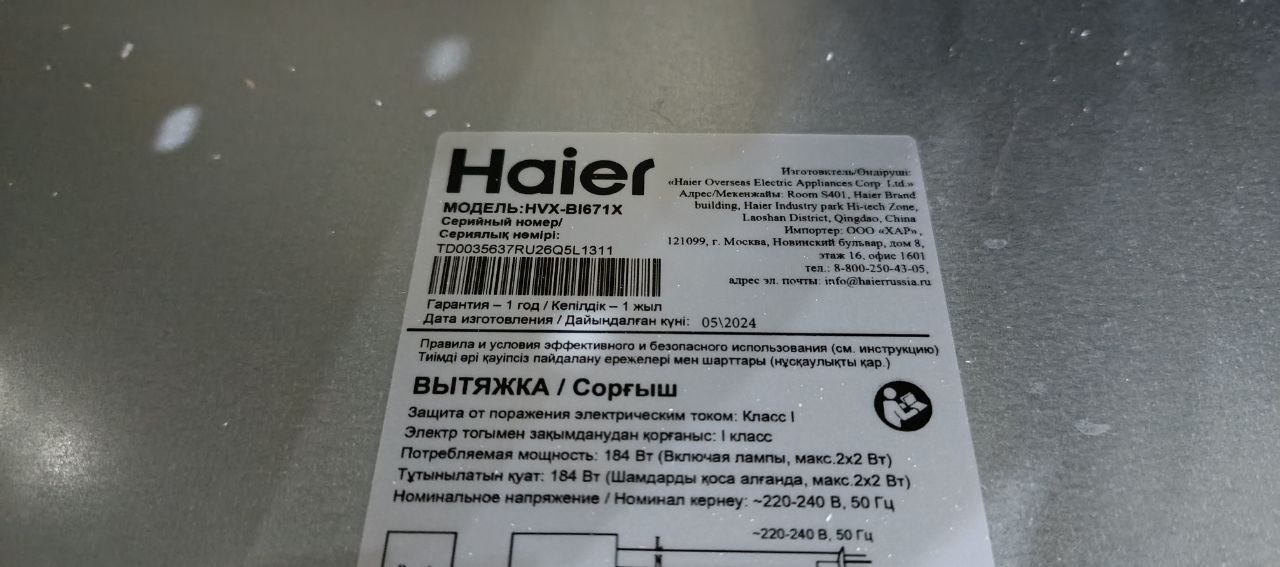 Haier
МОДЕЛЬ:HVX-BI671X
Серийный номер/
Сериялық нөмірі:
TD0035637RU26Q5L1311
Гарантия – 1 год / Кепілдік – 1 жыл
Дата изготовления / Дайындалған күні: 05\2024
Изготовитель/Өндіруші:
«Haier Overseas Electric Appliances Corp. Ltd.»
Адрес/Мекенжайы: Room S401, Haier Brand
building, Haier Industry park Hi-tech Zone,
Laoshan District, Qingdao, China
Импортер: ООО «ХАР»,
121099, г. Москва, Новинский бульвар, дом 8,
этаж 16, офис 1601
тел.: 8-800-250-43-05,
адрес эл. почты: info@haierrussia.ru
Правила и условия эффективного и безопасного использования (см. инструкцию)
Тиімді әрі қауіпсіз пайдалану ережелері мен шарттары (нұсқаулықты қар.)
ВЫТЯЖКА / Сорғыш
Защита от поражения электрическим током: Класс I
Электр тогымен зақымданудан қорғаныс: I класс
Потребляемая мощность: 184 Вт (Включая лампы, макс.2x2 Вт)
Тұтынылатын қуат: 184 Вт (Шамдарды қоса алғанда, макс.2x2 Вт)
Номинальное напряжение / Номинал кернеу: ~220-240 В, 50 Гц
~220-240 В, 50 Гц
L
N